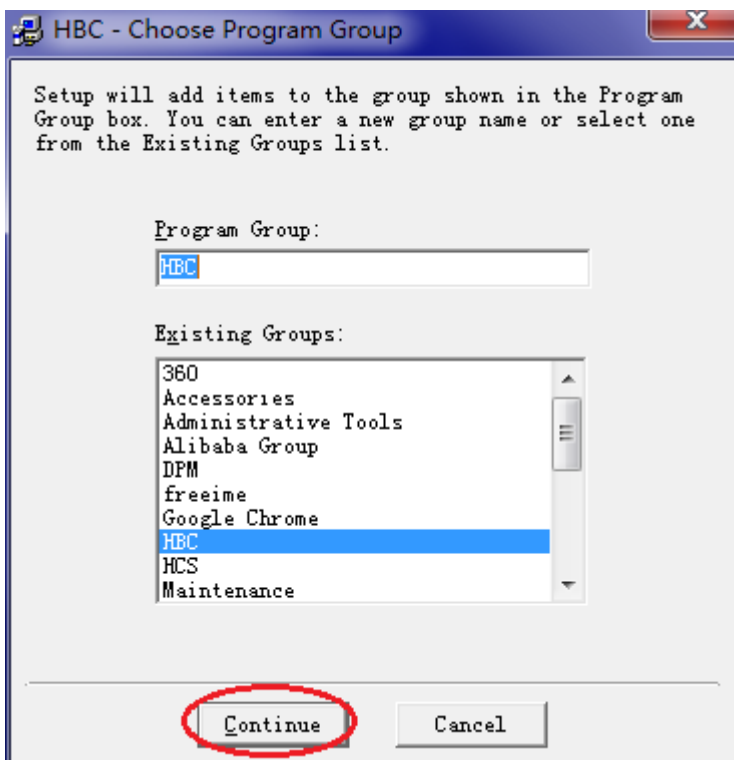 HBC - Choose Program Group
X
Setup will add items to the group shown in the Program
Group box. You can enter a new group name or select one
from the Existing Groups list.
Program Group:
HBC
Existing Groups:
360
Accessories
Administrative Tools
Alibaba Group
DPM
freeime
Google Chrome
HBC
HCS
Maintenance
Continue
Cancel